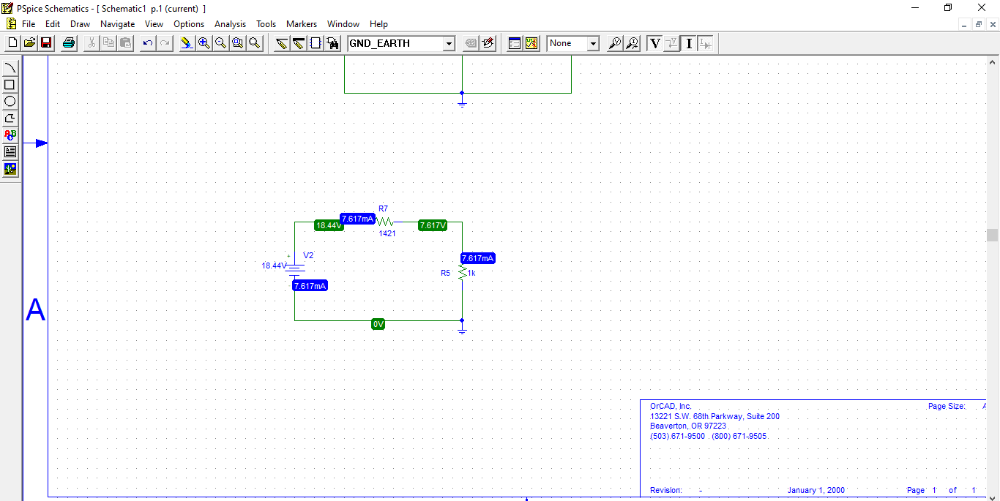 PSpice Schematics - [ Schematic1 p.1 (current) ]
File Edit Draw Navigate View Options Analysis Tools Markers Window Help
GND_EARTH None V I
ABC
A
R7
18.44V 7.617mA 7.617V
1421
+ V2 7.617mA
18.44V R5 1k
7.617mA
A
0V
OrCAD, Inc. Page Size: A
13221 S.W. 68th Parkway, Suite 200
Beaverton, OR 97223
(503) 671-9500 (800) 671-9505
Revision: - January 1, 2000 Page 1 of 1